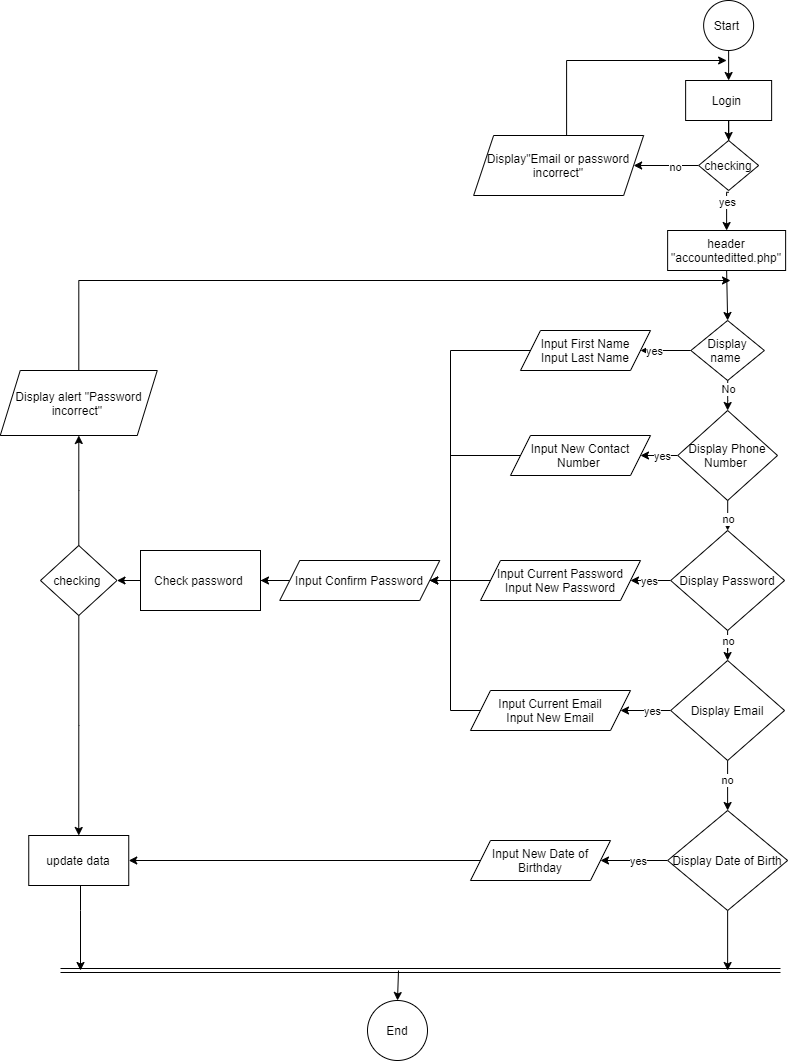 Start
Login
Display"Email or password
incorrect"
no
checking
yes
header
"accounteditted.php"
Input First Name
Input Last Name
yes
Display
name
Display alert "Password
incorrect"
No
Input New Contact
Number
yes
Display Phone
Number
no
checking
Check password
Input Confirm Password
Input Current Password
Input New Password
yes
Display Password
no
Input Current Email
Input New Email
yes
Display Email
no
update data
Input New Date of
Birthday
yes
Display Date of Birth
End